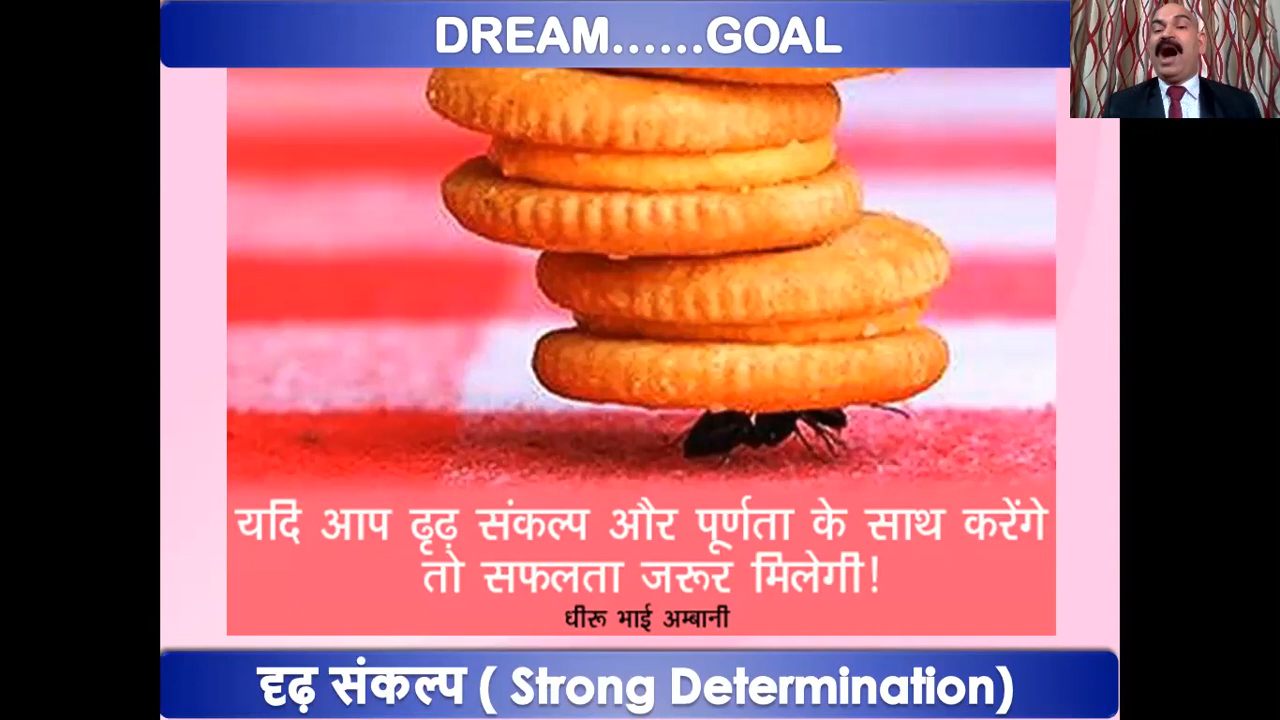 DREAM......GOAL
यदि आप ढृढ़ संकल्प और पूर्णता के साथ करेंगे
तो सफलता जरूर मिलेगी!
धीरू भाई अम्बानी
दृढ़ संकल्प ( Strong Determination)